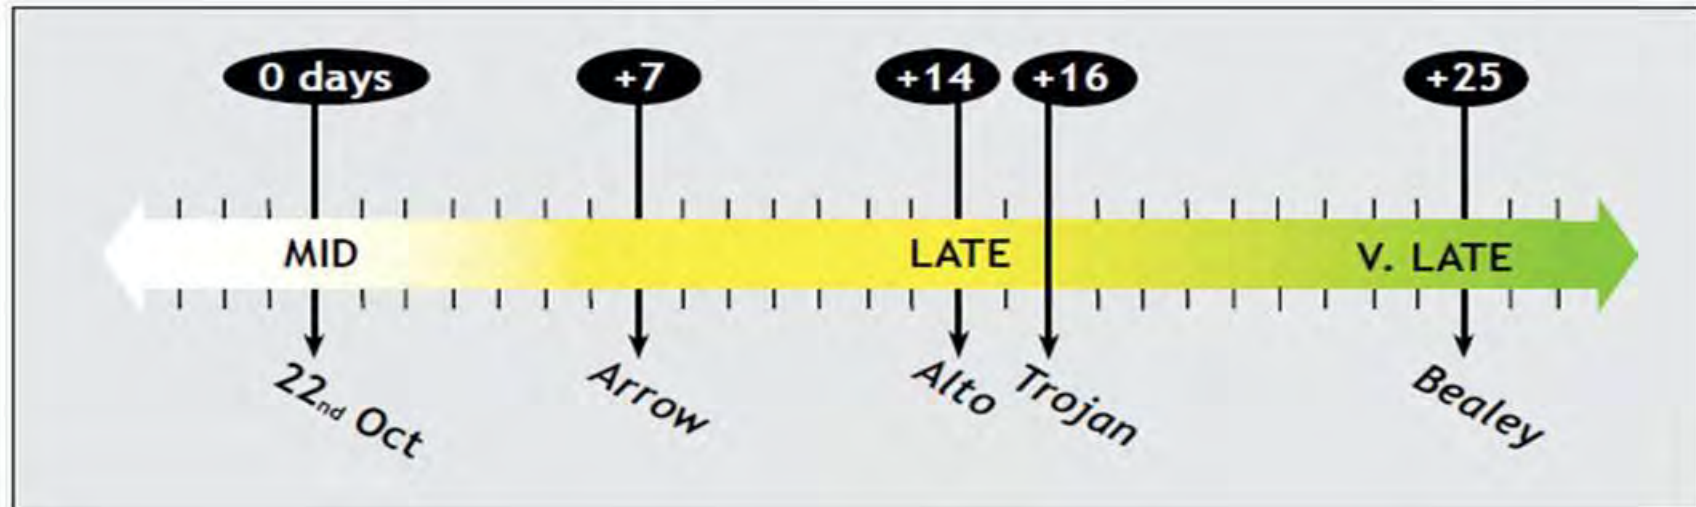 0 days +7 +14 +16 +25
MID LATE V. LATE
22nd Oct Arrow Alto Trojan Bealey